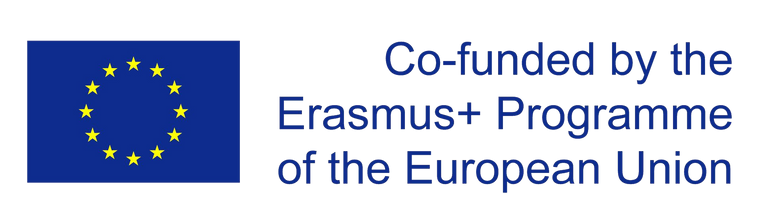 Co-funded by the
Erasmus+ Programme
of the European Union